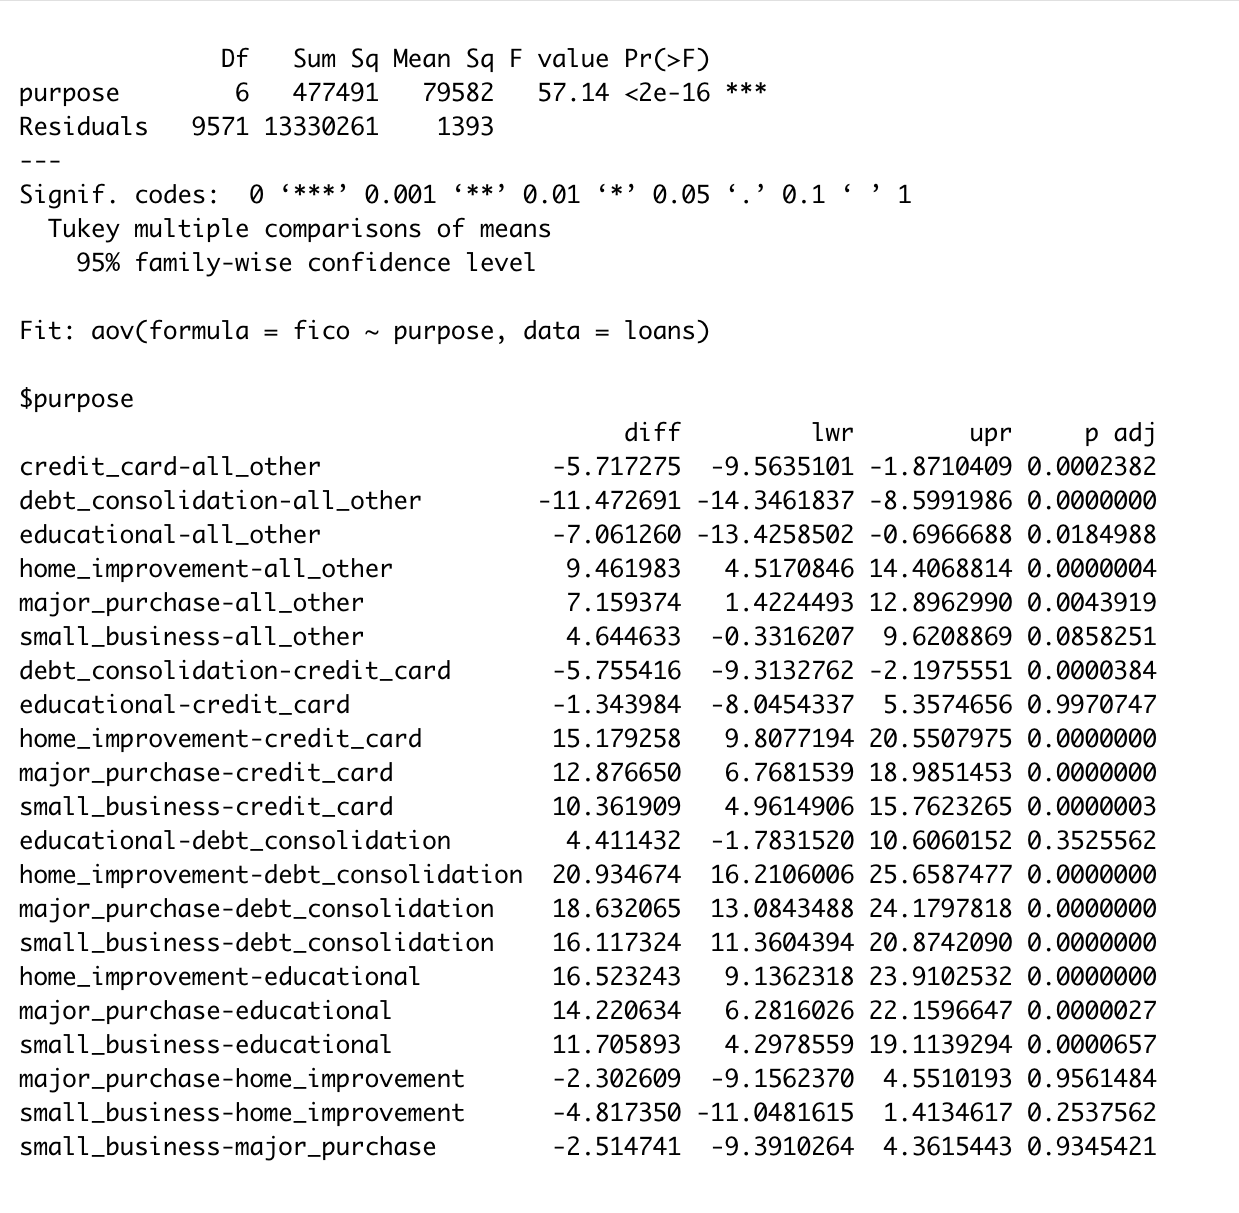 Df   Sum Sq Mean Sq F value Pr(>F)
purpose        6   477491   79582   57.14 <2e-16 ***
Residuals   9571 13330261    1393
---
Signif. codes:  0 ‘***’ 0.001 ‘**’ 0.01 ‘*’ 0.05 ‘.’ 0.1 ‘ ’ 1
  Tukey multiple comparisons of means
    95% family-wise confidence level
Fit: aov(formula = fico ~ purpose, data = loans)
$purpose
                                          diff         lwr        upr     p adj
credit_card-all_other                -5.717275  -9.5635101 -1.8710409 0.0002382
debt_consolidation-all_other        -11.472691 -14.3461837 -8.5991986 0.0000000
educational-all_other                -7.061260 -13.4258502 -0.6966688 0.0184988
home_improvement-all_other            9.461983   4.5170846 14.4068814 0.0000004
major_purchase-all_other              7.159374   1.4224493 12.8962990 0.0043919
small_business-all_other              4.644633  -0.3316207  9.6208869 0.0858251
debt_consolidation-credit_card       -5.755416  -9.3132762 -2.1975551 0.0000384
educational-credit_card              -1.343984  -8.0454337  5.3574656 0.9970747
home_improvement-credit_card         15.179258   9.8077194 20.5507975 0.0000000
major_purchase-credit_card           12.876650   6.7681539 18.9851453 0.0000000
small_business-credit_card           10.361909   4.9614906 15.7623265 0.0000003
educational-debt_consolidation        4.411432  -1.7831520 10.6060152 0.3525562
home_improvement-debt_consolidation  20.934674  16.2106006 25.6587477 0.0000000
major_purchase-debt_consolidation    18.632065  13.0843488 24.1797818 0.0000000
small_business-debt_consolidation    16.117324  11.3604394 20.8742090 0.0000000
home_improvement-educational         16.523243   9.1362318 23.9102532 0.0000000
major_purchase-educational           14.220634   6.2816026 22.1596647 0.0000027
small_business-educational           11.705893   4.2978559 19.1139294 0.0000657
major_purchase-home_improvement      -2.302609  -9.1562370  4.5510193 0.9561484
small_business-home_improvement      -4.817350 -11.0481615  1.4134617 0.2537562
small_business-major_purchase        -2.514741  -9.3910264  4.3615443 0.9345421